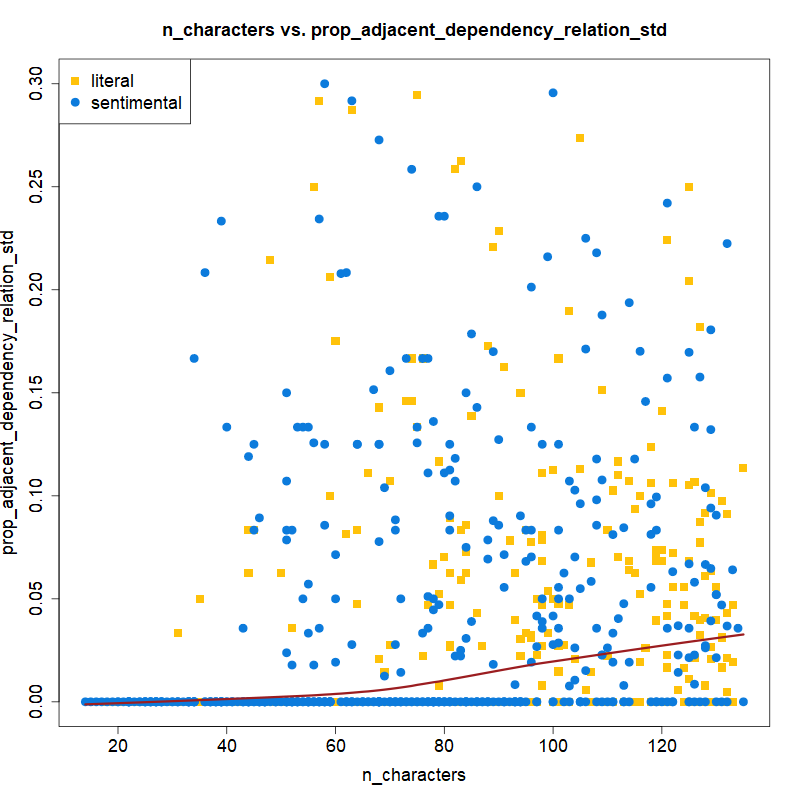 n_characters vs. prop_adjacent_dependency_relation_std
literal
sentimental
prop_adjacent_dependency_relation_std
0.30
0.25
0.20
0.15
0.10
0.05
0.00
20 40 60 80 100 120
n_characters